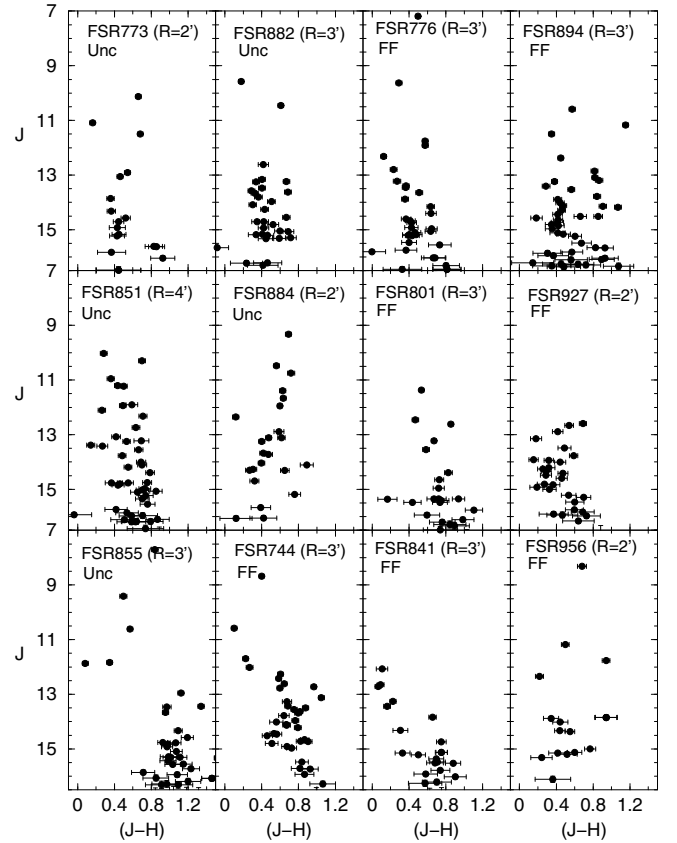 7
FSR773 (R=2') FSR882 (R=3') FSR776 (R=3') FSR894 (R=3')
Unc Unc FF FF
9
11
J
13
15
7
FSR851 (R=4') FSR884 (R=2') FSR801 (R=3') FSR927 (R=2')
Unc Unc FF FF
9
11
J
13
15
7
FSR855 (R=3') FSR744 (R=3') FSR841 (R=3') FSR956 (R=2')
Unc FF FF FF
9
11
J
13
15
0 0.4 0.8 1.2 0 0.4 0.8 1.2 0 0.4 0.8 1.2 0 0.4 0.8 1.2
(J–H) (J–H) (J–H) (J–H)